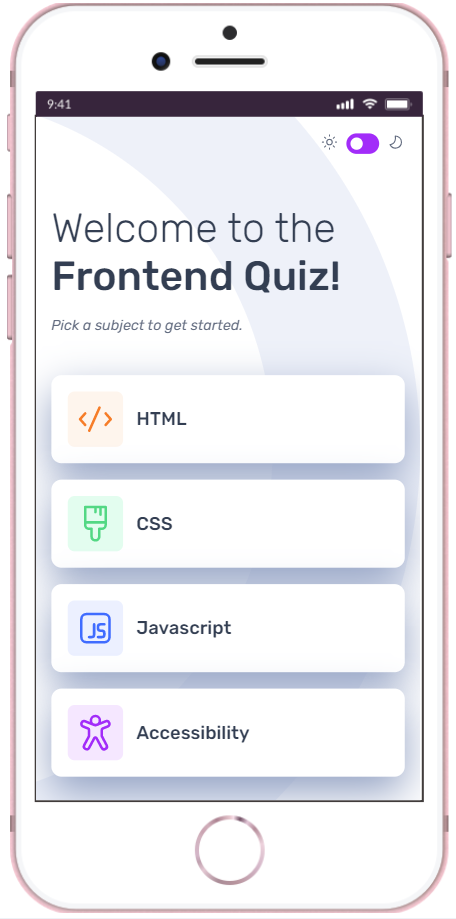 9:41
Welcome to the
Frontend Quiz!
Pick a subject to get started.
HTML
CSS
JS
Javascript
Accessibility